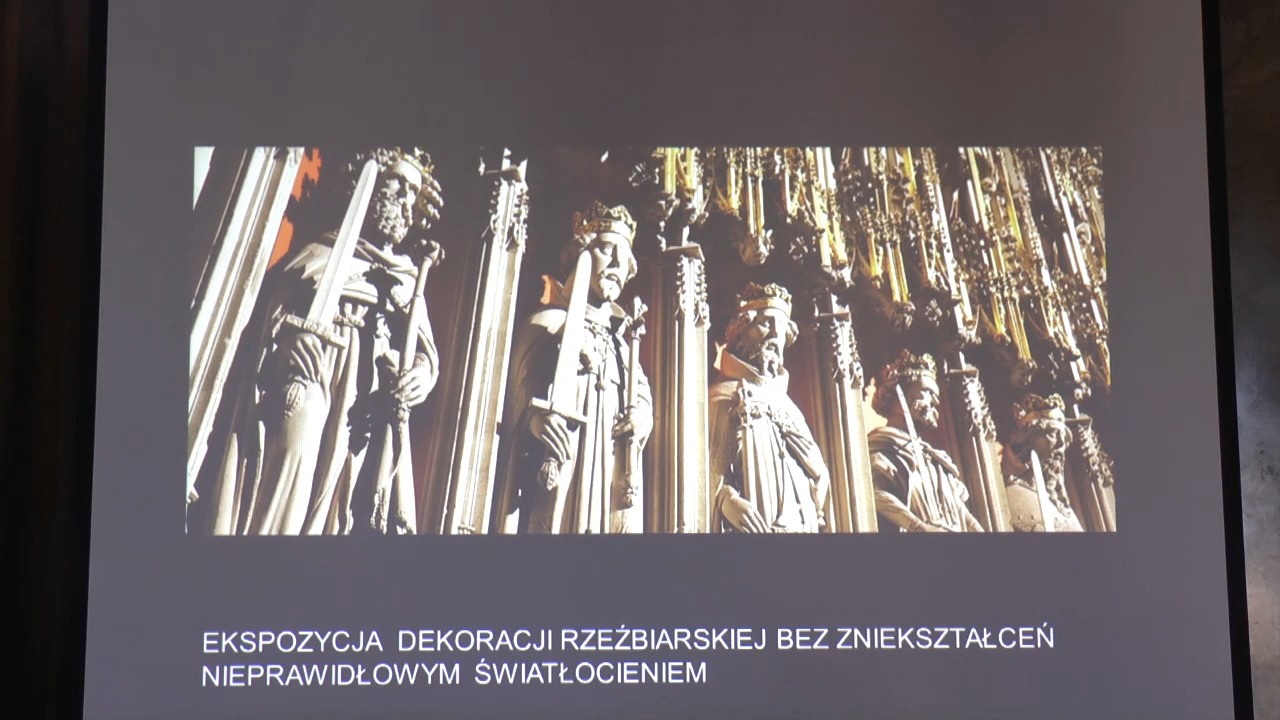 EKSPOZYCJA DEKORACJI RZEŹBIARSKIEJ BEZ ZNIEKSZTAŁCEŃ
NIEPRAWIDŁOWYM ŚWIATŁOCIENIEM